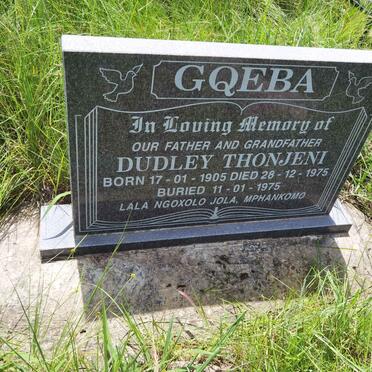 GQEBA
In Loving Memory of
OUR FATHER AND GRANDFATHER
DUDLEY THONJENI
BORN 17 - 01 - 1905 DIED 28 - 12 - 1975
BURIED 11 - 01 - 1975
LALA NGOXOLO JOLA, MPHANKOMO